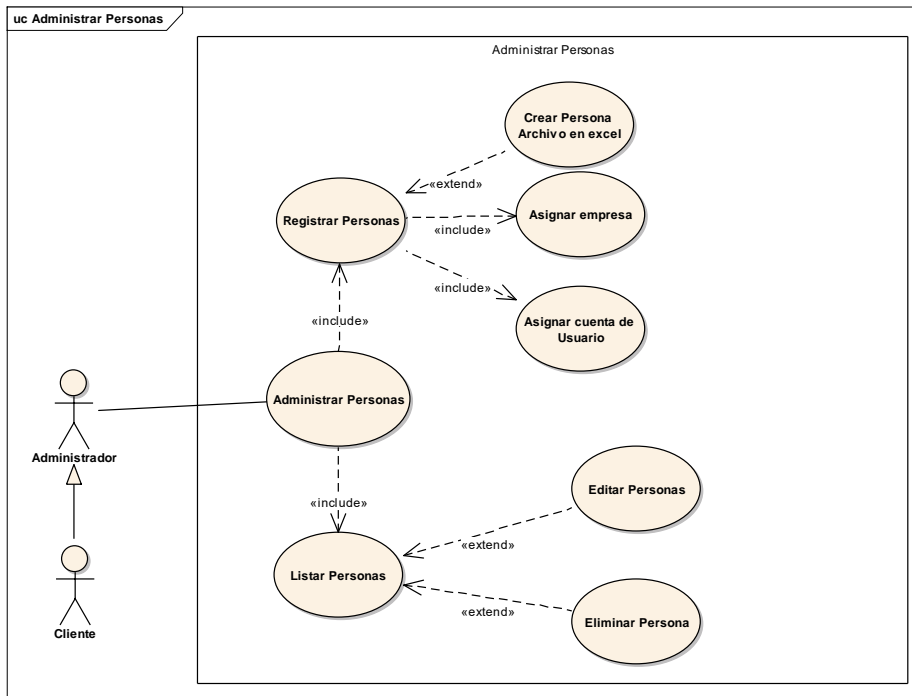 uc Administrar Personas
Administrar Personas
Crear Persona
Archivo en excel
«extend»
Registrar Personas
Asignar empresa
«include»
«include»
Asignar cuenta de
Usuario
«include»
Administrar Personas
Administrador
«include»
Editar Personas
«extend»
Listar Personas
«extend»
Eliminar Persona
Cliente